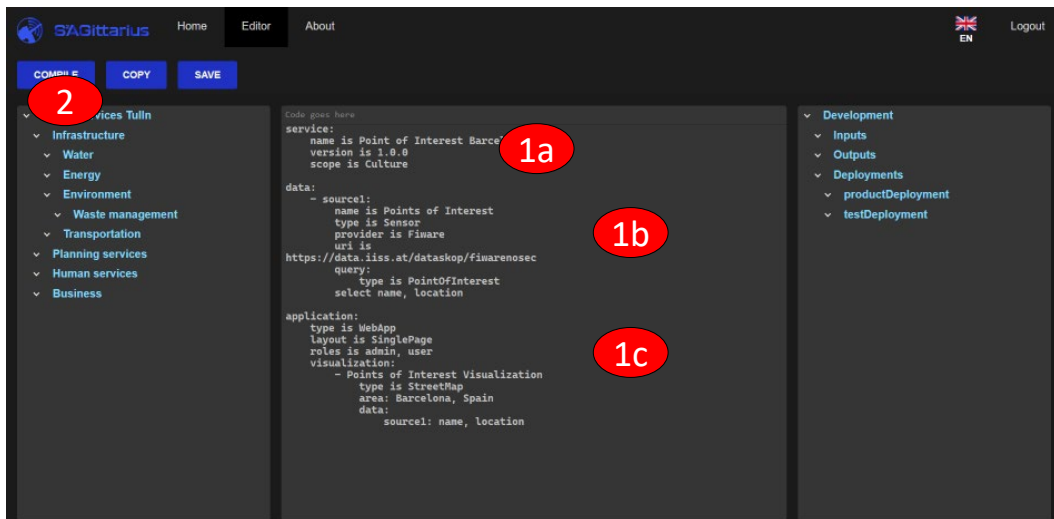 SAGittarius
Home
Editor
About
EN
Logout
COMPILE
COPY
SAVE
2
Tulln
Infrastructure
Water
Energy
Environment
Waste management
Transportation
Planning services
Human services
Business
Code goes here
service:
name is Point of Interest
version is 1.0.0
scope is Culture
1a
data:
- source1:
name is Points of Interest
type is Sensor
provider is Fiware
uri is
https://data.iiss.at/dataskop/fiwarenosec
query:
type is PointOfInterest
select name, location
1b
application:
type is WebApp
layout is SinglePage
roles is admin, user
visualization:
- Points of Interest Visualization
type is StreetMap
area: Barcelona, Spain
data:
source1: name, location
1c
Development
Inputs
Outputs
Deployments
productDeployment
testDeployment